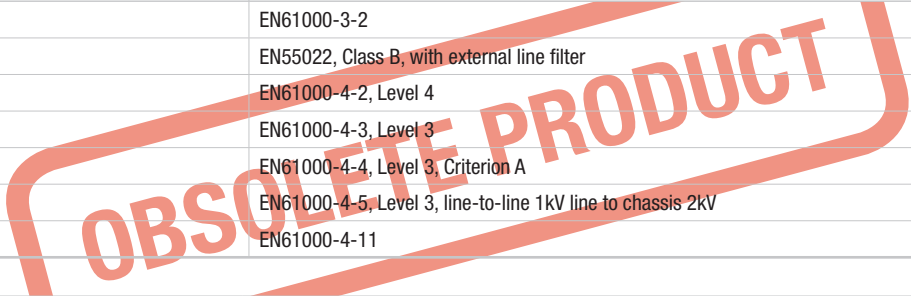 EN61000-3-2
EN55022, Class B, with external line filter
EN61000-4-2, Level 4
EN61000-4-3, Level 3
EN61000-4-4, Level 3, Criterion A
EN61000-4-5, Level 3, line-to-line 1kV line to chassis 2kV
EN61000-4-11
OBSOLETE PRODUCT